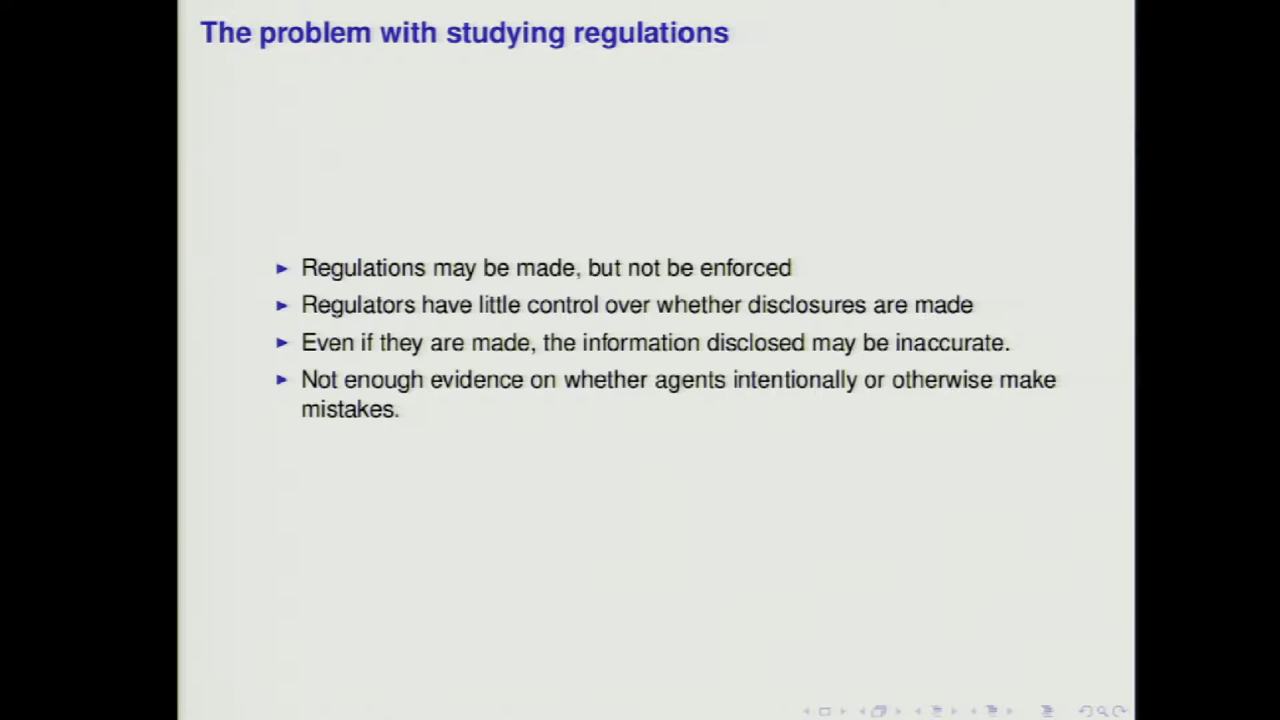 The problem with studying regulations
Regulations may be made, but not be enforced
Regulators have little control over whether disclosures are made
Even if they are made, the information disclosed may be inaccurate.
Not enough evidence on whether agents intentionally or otherwise make
mistakes.